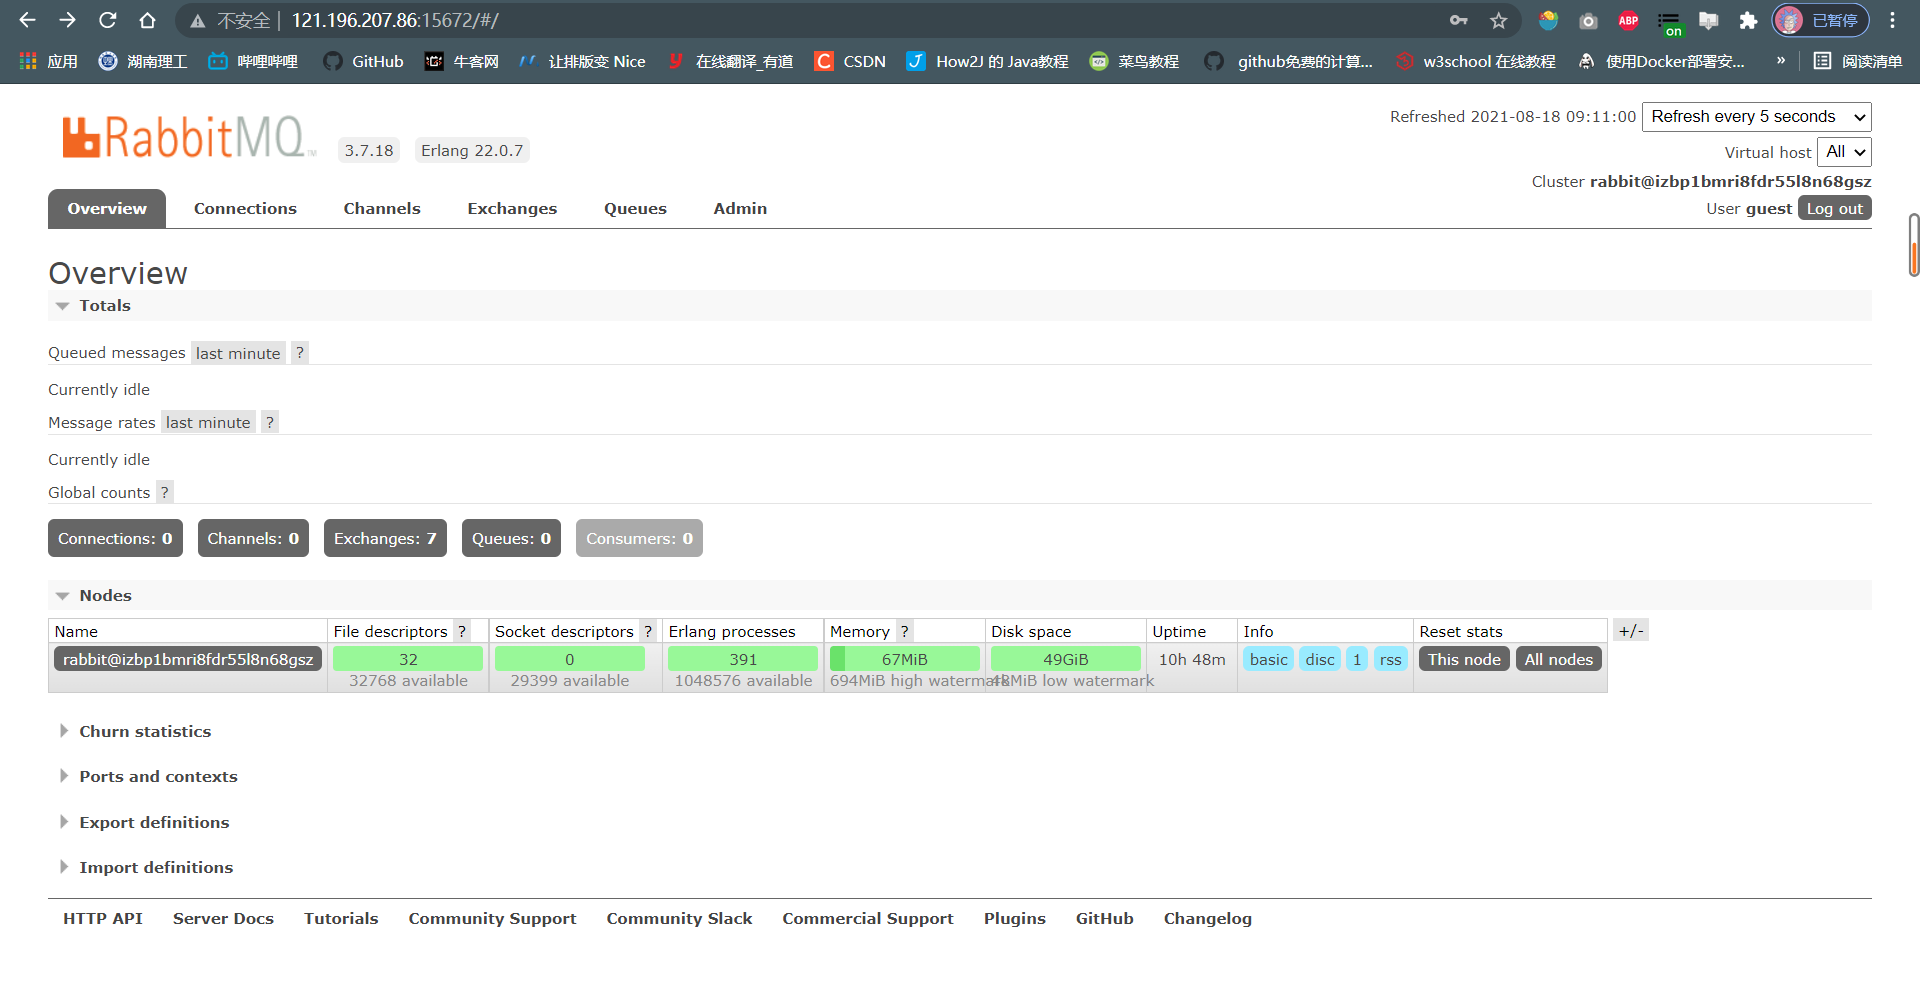 不安全 | 121.196.207.86:15672/#/ ABP on 已暂停
应用 湖南理工 哔哩哔哩 GitHub 牛客网 让排版变 Nice 在线翻译_有道 CSDN How2J 的 Java教程 菜鸟教程 github免费的计算... w3school 在线教程 使用Docker部署安... » 阅读清单
RabbitMQ TM 3.7.18 Erlang 22.0.7
Refreshed 2021-08-18 09:11:00 Refresh every 5 seconds
Virtual host All
Cluster rabbit@izbp1bmri8fdr55l8n68gsz
User guest Log out
Overview Connections Channels Exchanges Queues Admin
Overview
Totals
Queued messages last minute ?
Currently idle
Message rates last minute ?
Currently idle
Global counts ?
Connections: 0 Channels: 0 Exchanges: 7 Queues: 0 Consumers: 0
Nodes
Name File descriptors ? Socket descriptors ? Erlang processes Memory ? Disk space Uptime Info Reset stats +/-
rabbit@izbp1bmri8fdr55l8n68gsz 32 0 391 67MiB 49GiB 10h 48m basic disc 1 rss This node All nodes
32768 available 29399 available 1048576 available 694MiB high watermark 48MiB low watermark
Churn statistics
Ports and contexts
Export definitions
Import definitions
HTTP API Server Docs Tutorials Community Support Community Slack Commercial Support Plugins GitHub Changelog